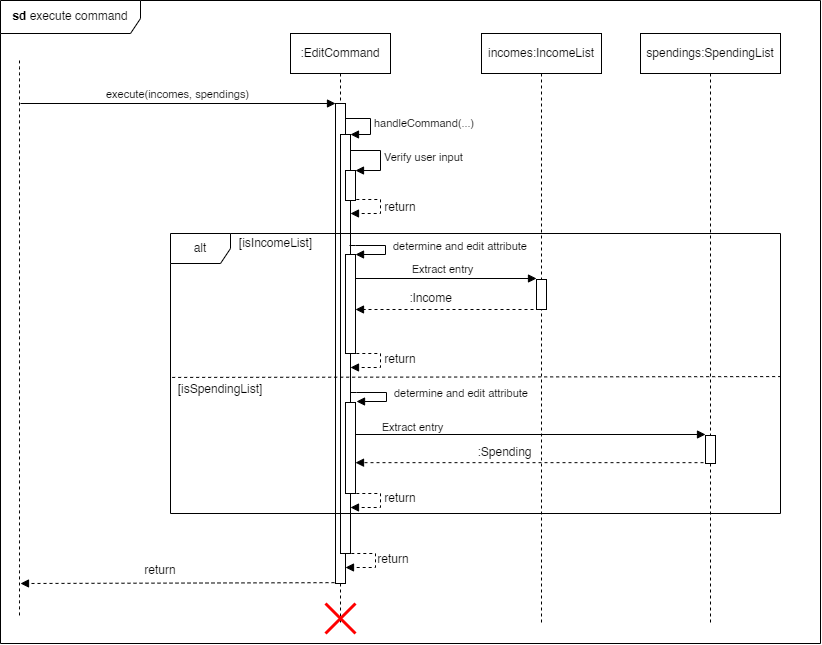 sd execute command
:EditCommand
incomes:IncomeList
spendings:SpendingList
execute(incomes, spendings)
handleCommand(...)
Verify user input
return
alt
[isIncomeList]
determine and edit attribute
Extract entry
:Income
return
[isSpendingList]
determine and edit attribute
Extract entry
:Spending
return
return
return